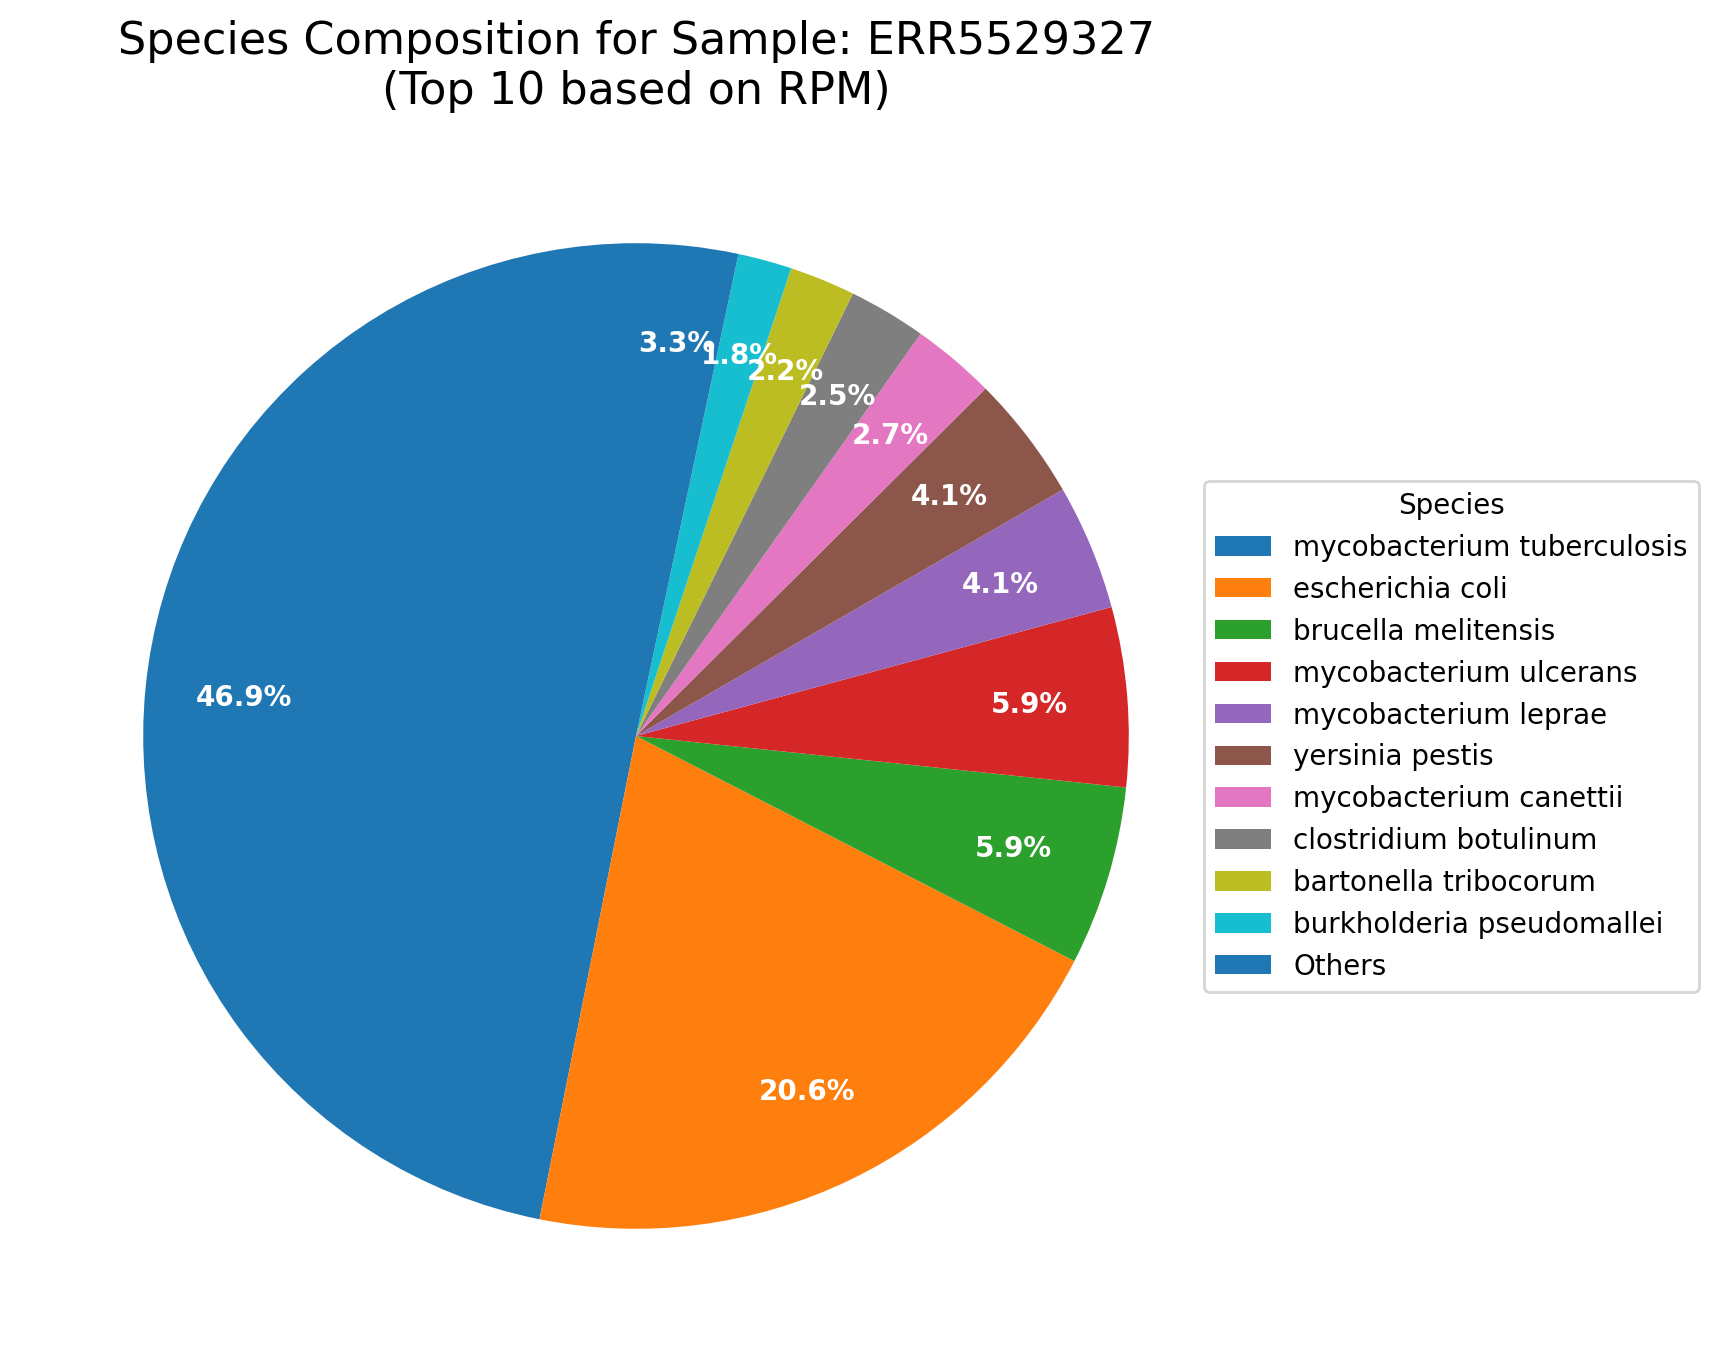 Species Composition for Sample: ERR5529327
(Top 10 based on RPM)
3.3%
1.8%
2.2%
2.5%
2.7%
4.1%
4.1%
5.9%
5.9%
20.6%
46.9%
Species
mycobacterium tuberculosis
escherichia coli
brucella melitensis
mycobacterium ulcerans
mycobacterium leprae
yersinia pestis
mycobacterium canettii
clostridium botulinum
bartonella tribocorum
burkholderia pseudomallei
Others